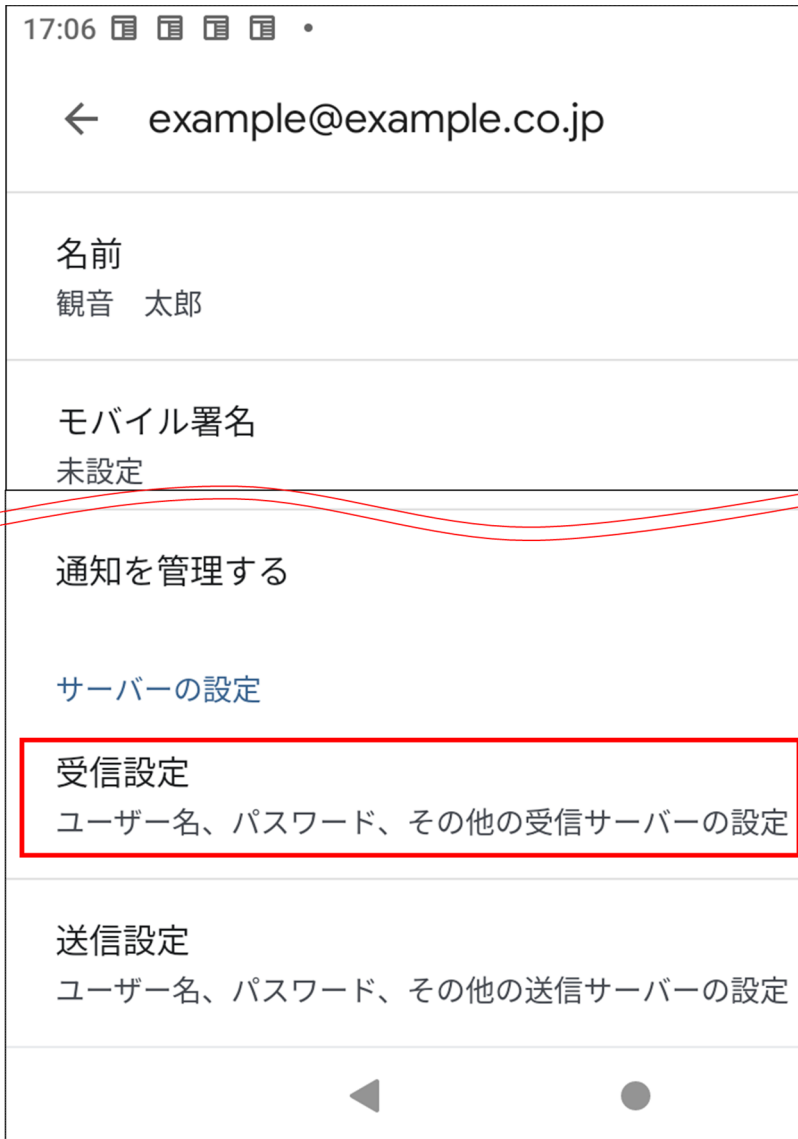 17:06
example@example.co.jp
名前
観音　太郎
モバイル署名
未設定
通知を管理する
サーバーの設定
受信設定
ユーザー名、パスワード、その他の受信サーバーの設定
送信設定
ユーザー名、パスワード、その他の送信サーバーの設定